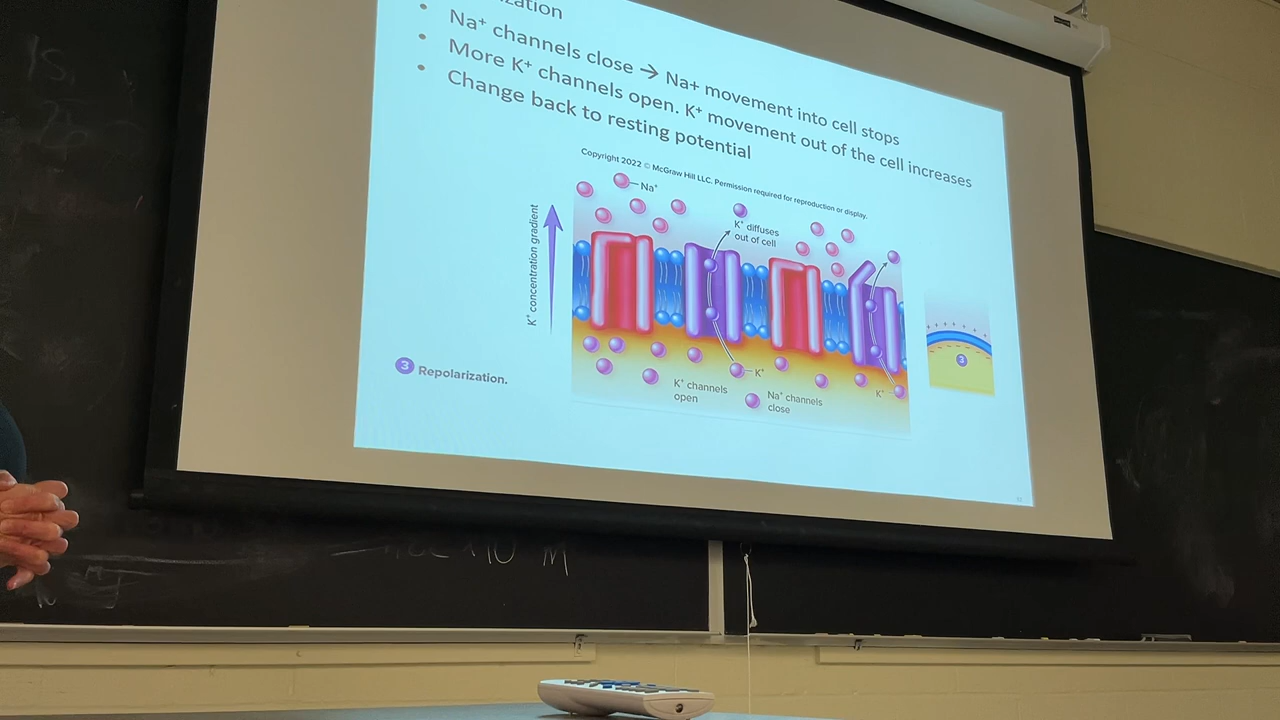 Na⁺ channels close → Na+ movement into cell stops
More K⁺ channels open. K⁺ movement out of the cell increases
Change back to resting potential
Copyright 2022 © McGraw Hill LLC. Permission required for reproduction or display.
Na⁺
K⁺ diffuses
out of cell
K⁺ concentration gradient
K⁺
K⁺
K⁺ channels
open
Na⁺ channels
close
3 Repolarization.
3
M